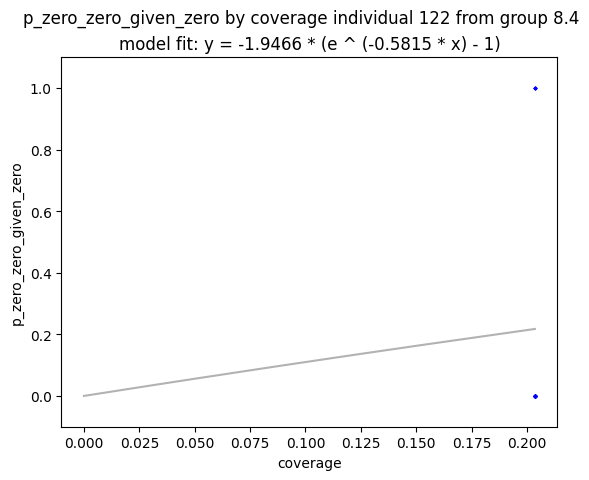 p_zero_zero_given_zero by coverage individual 122 from group 8.4
model fit: y = -1.9466 * (e ^ (-0.5815 * x) - 1)
p_zero_zero_given_zero
1.0
0.8
0.6
0.4
0.2
0.0
0.000 0.025 0.050 0.075 0.100 0.125 0.150 0.175 0.200
coverage